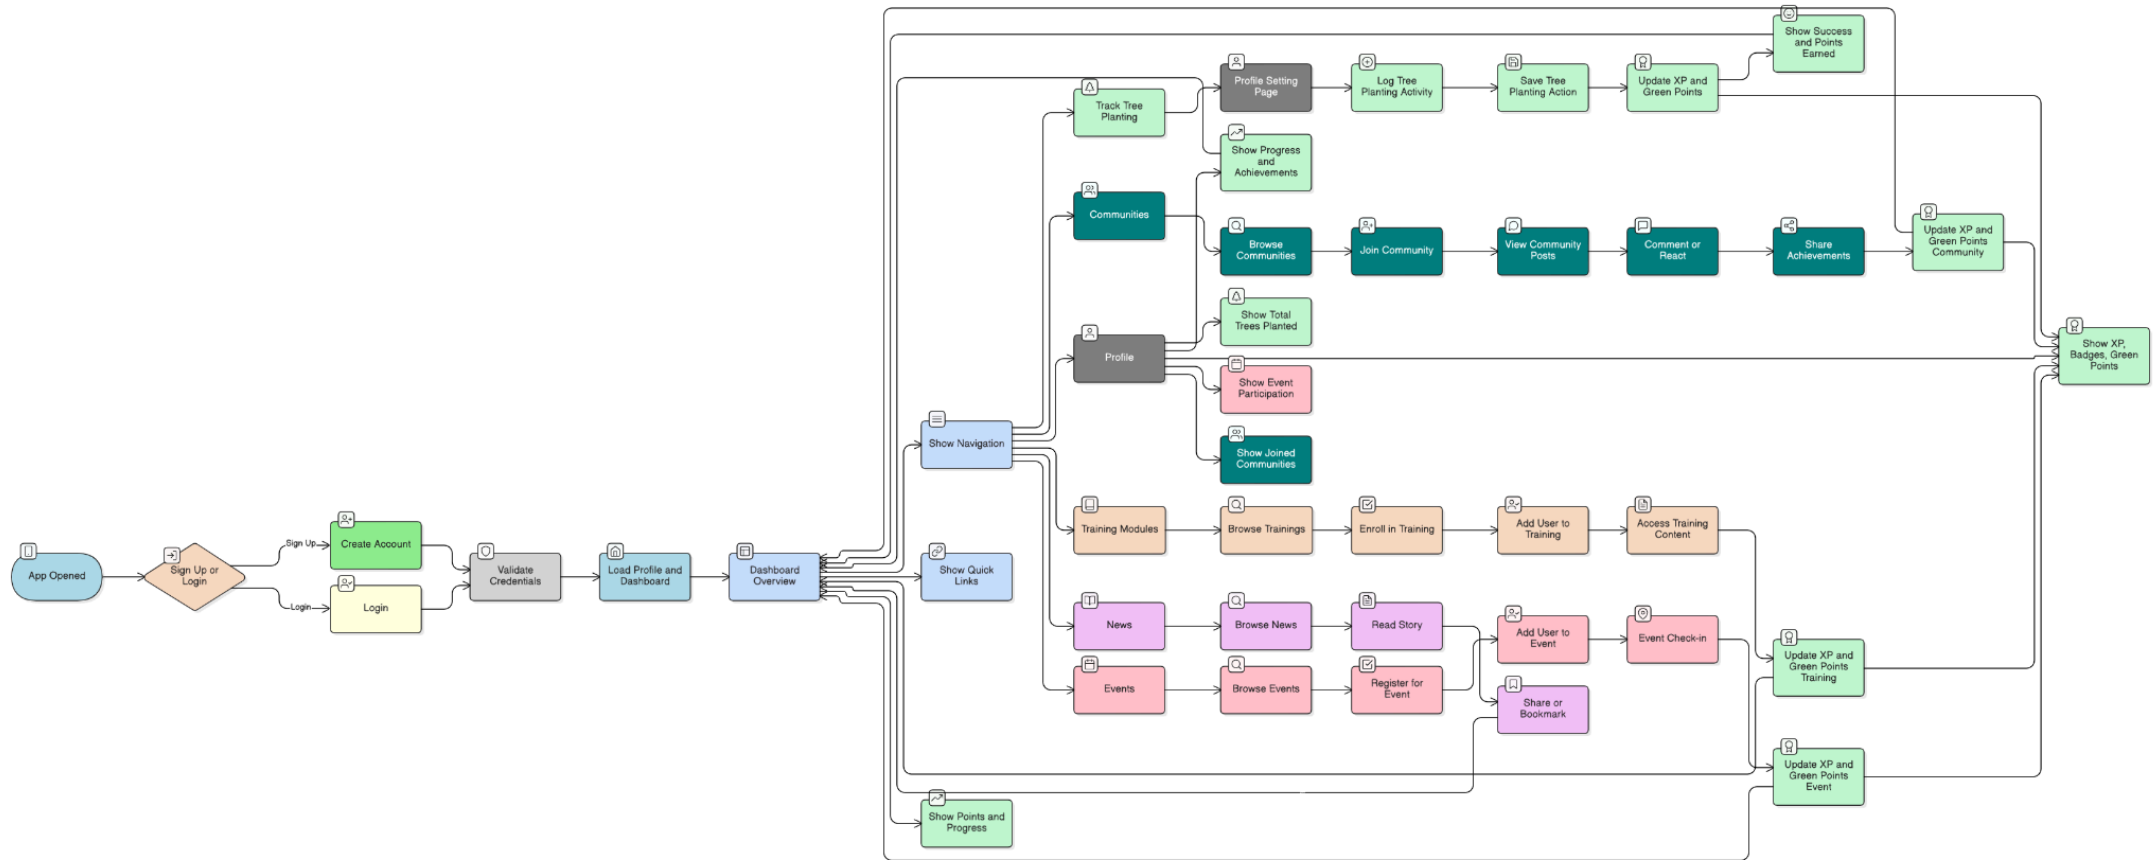 Show Success
and Points
Earned
Profile Setting
Page
Log Tree
Planting Activity
Save Tree
Planting Action
Update XP and
Green Points
Track Tree
Planting
Show Progress
and
Achievements
Communities
Browse
Communities
Join Community
View Community
Posts
Comment or
React
Share
Achievements
Update XP and
Green Points
Community
Show Total
Trees Planted
Profile
Show XP,
Badges, Green
Points
Show Event
Participation
Show Navigation
Show Joined
Communities
Training Modules
Browse Trainings
Enroll in Training
Add User to
Training
Access Training
Content
App Opened
Sign Up or
Login
Sign Up
Create Account
Login
Login
Validate
Credentials
Load Profile and
Dashboard
Dashboard
Overview
Show Quick
Links
News
Browse News
Read Story
Add User to
Event
Event Check-in
Update XP and
Green Points
Training
Events
Browse Events
Register for
Event
Share or
Bookmark
Update XP and
Green Points
Event
Show Points and
Progress